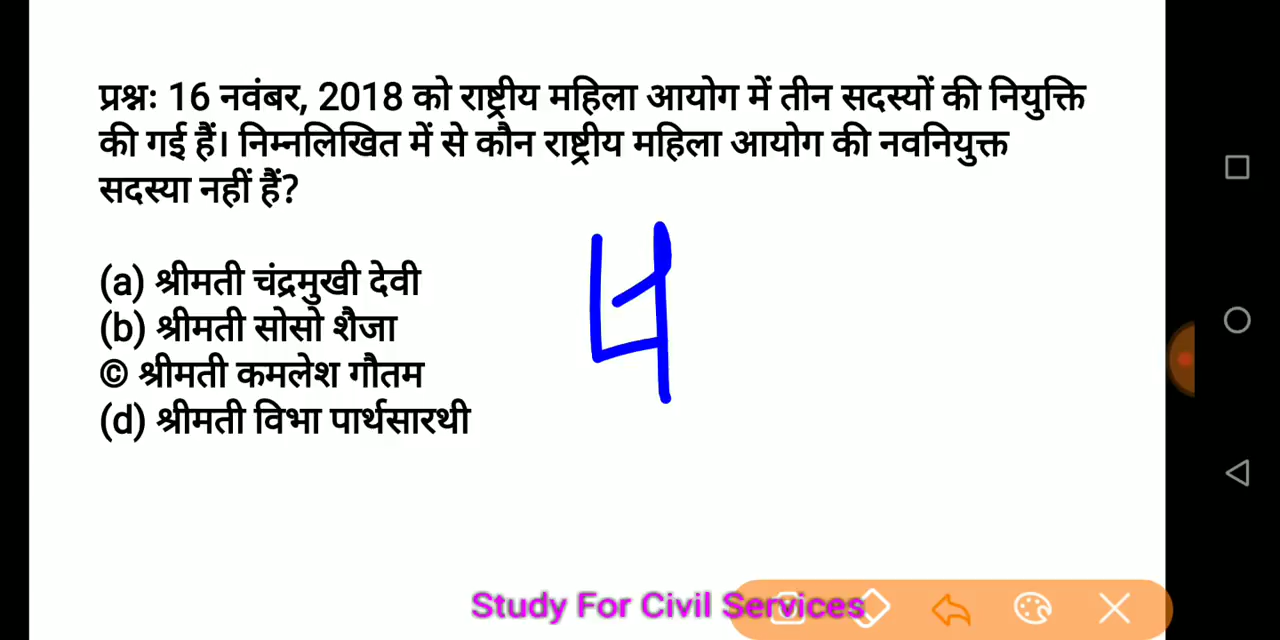 प्रश्नः 16 नवंबर, 2018 को राष्ट्रीय महिला आयोग में तीन सदस्यों की नियुक्ति
की गई हैं। निम्नलिखित में से कौन राष्ट्रीय महिला आयोग की नवनियुक्त
सदस्या नहीं हैं?
(a) श्रीमती चंद्रमुखी देवी
(b) श्रीमती सोसो शैजा
© श्रीमती कमलेश गौतम
(d) श्रीमती विभा पार्थसारथी
Study For Civil Services